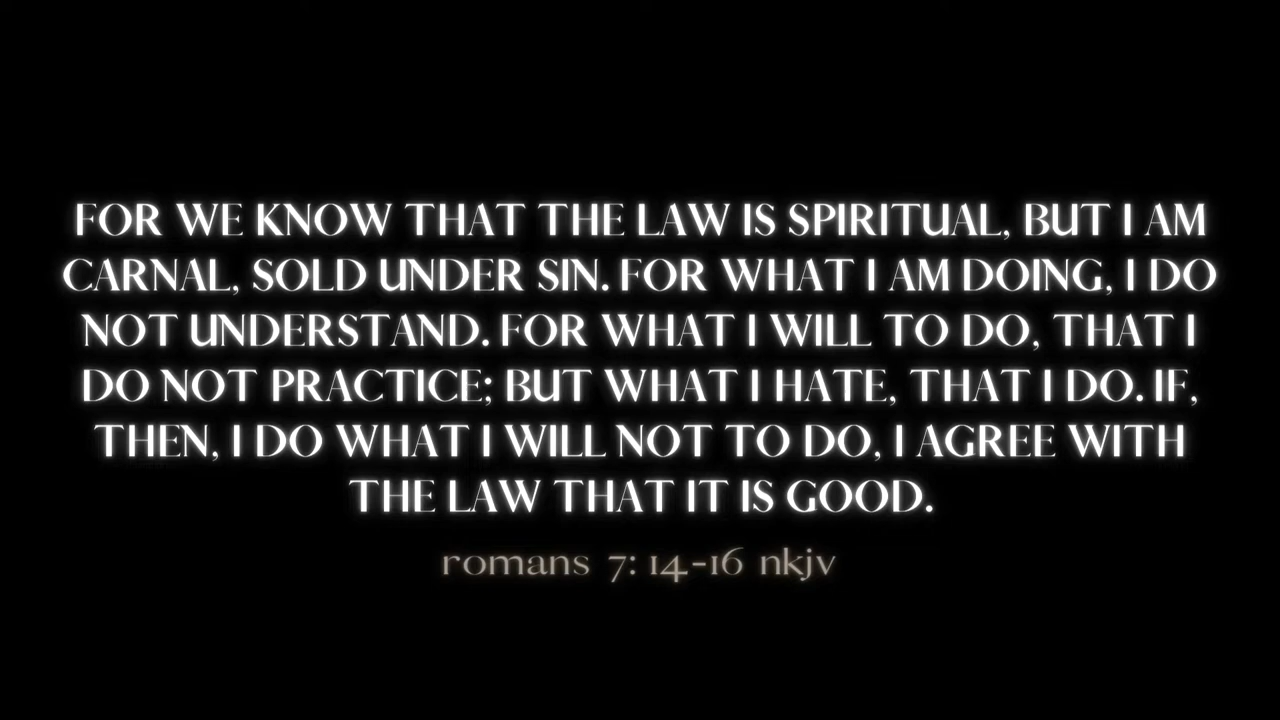 FOR WE KNOW THAT THE LAW IS SPIRITUAL, BUT I AM
CARNAL, SOLD UNDER SIN. FOR WHAT I AM DOING, I DO
NOT UNDERSTAND. FOR WHAT I WILL TO DO, THAT I
DO NOT PRACTICE; BUT WHAT I HATE, THAT I DO. IF,
THEN, I DO WHAT I WILL NOT TO DO, I AGREE WITH
THE LAW THAT IT IS GOOD.
romans 7: 14-16 nkjv